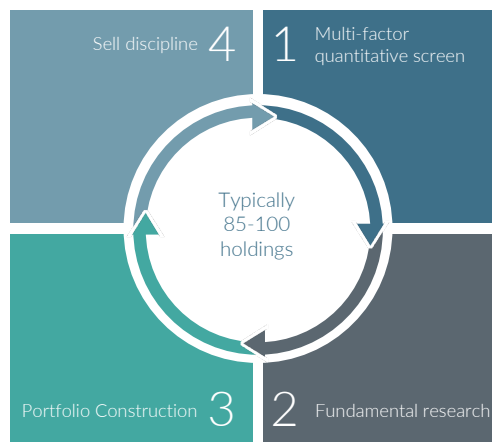 Sell discipline 4
1 Multi-factor
quantitative screen
Typically
85-100
holdings
Portfolio Construction 3
2 Fundamental research